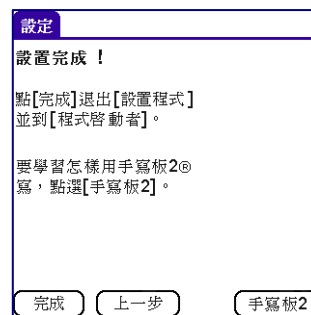 設定
設置完成！
點[完成]退出[設置程式]
並到[程式啓動者]。
要學習怎樣用手寫板2®
寫，點選[手寫板2]。
完成 上一步 手寫板2